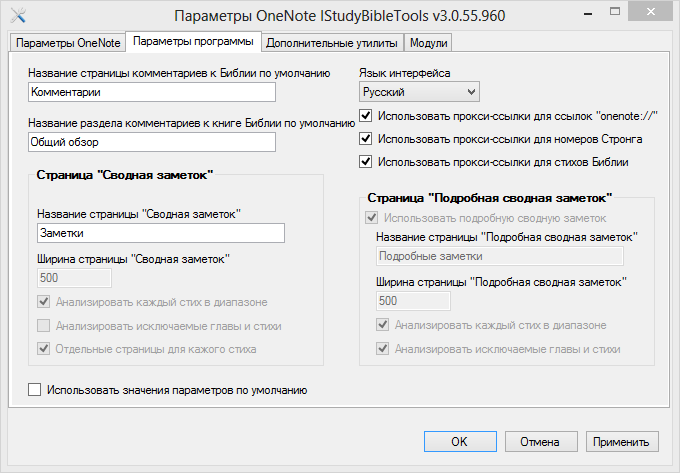 Параметры OneNote IStudyBibleTools v3.0.55.960
Параметры OneNote
Параметры программы
Дополнительные утилиты
Модули
Название страницы комментариев к Библии по умолчанию
Комментарии
Название раздела комментариев к книге Библии по умолчанию
Общий обзор
Страница "Сводная заметок"
Название страницы "Сводная заметок"
Заметки
Ширина страницы "Сводная заметок"
500
Анализировать каждый стих в диапазоне
Анализировать исключаемые главы и стихи
Отдельные страницы для кажого стиха
Использовать значения параметров по умолчанию
Язык интерфейса
Русский
Использовать прокси-ссылки для ссылок "onenote://"
Использовать прокси-ссылки для номеров Стронга
Использовать прокси-ссылки для стихов Библии
Страница "Подробная сводная заметок"
Использовать подробную сводную заметок
Название страницы "Подробная сводная заметок"
Подробные заметки
Ширина страницы "Подробная сводная заметок"
500
Анализировать каждый стих в диапазоне
Анализировать исключаемые главы и стихи
OK
Отмена
Применить